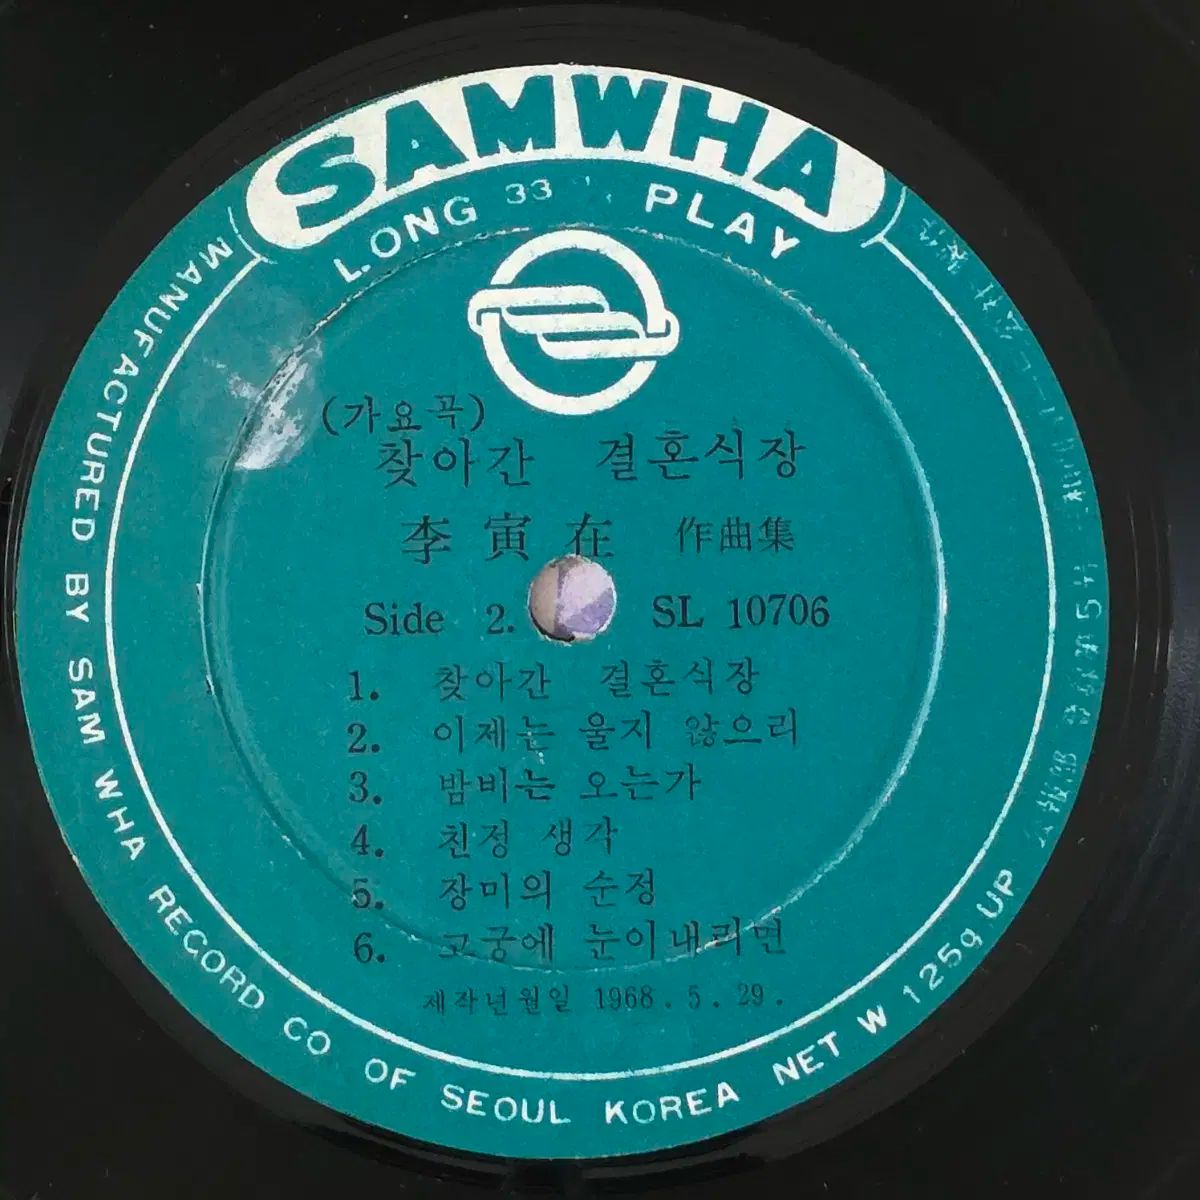 SAMWHA
LONG 33 PLAY
(가요곡)
찾아간 결혼식장
李寅在 作曲集
Side 2. SL 10706
1. 찾아간 결혼식장
2. 이제는 울지 않으리
3. 밤비는 오는가
4. 친정 생각
5. 장미의 순정
6. 고궁에 눈이내리면
제작년월일 1968. 5. 29.
MANUFACTURED BY SAM WHA RECORD CO OF SEOUL KOREA NET W 125g UP